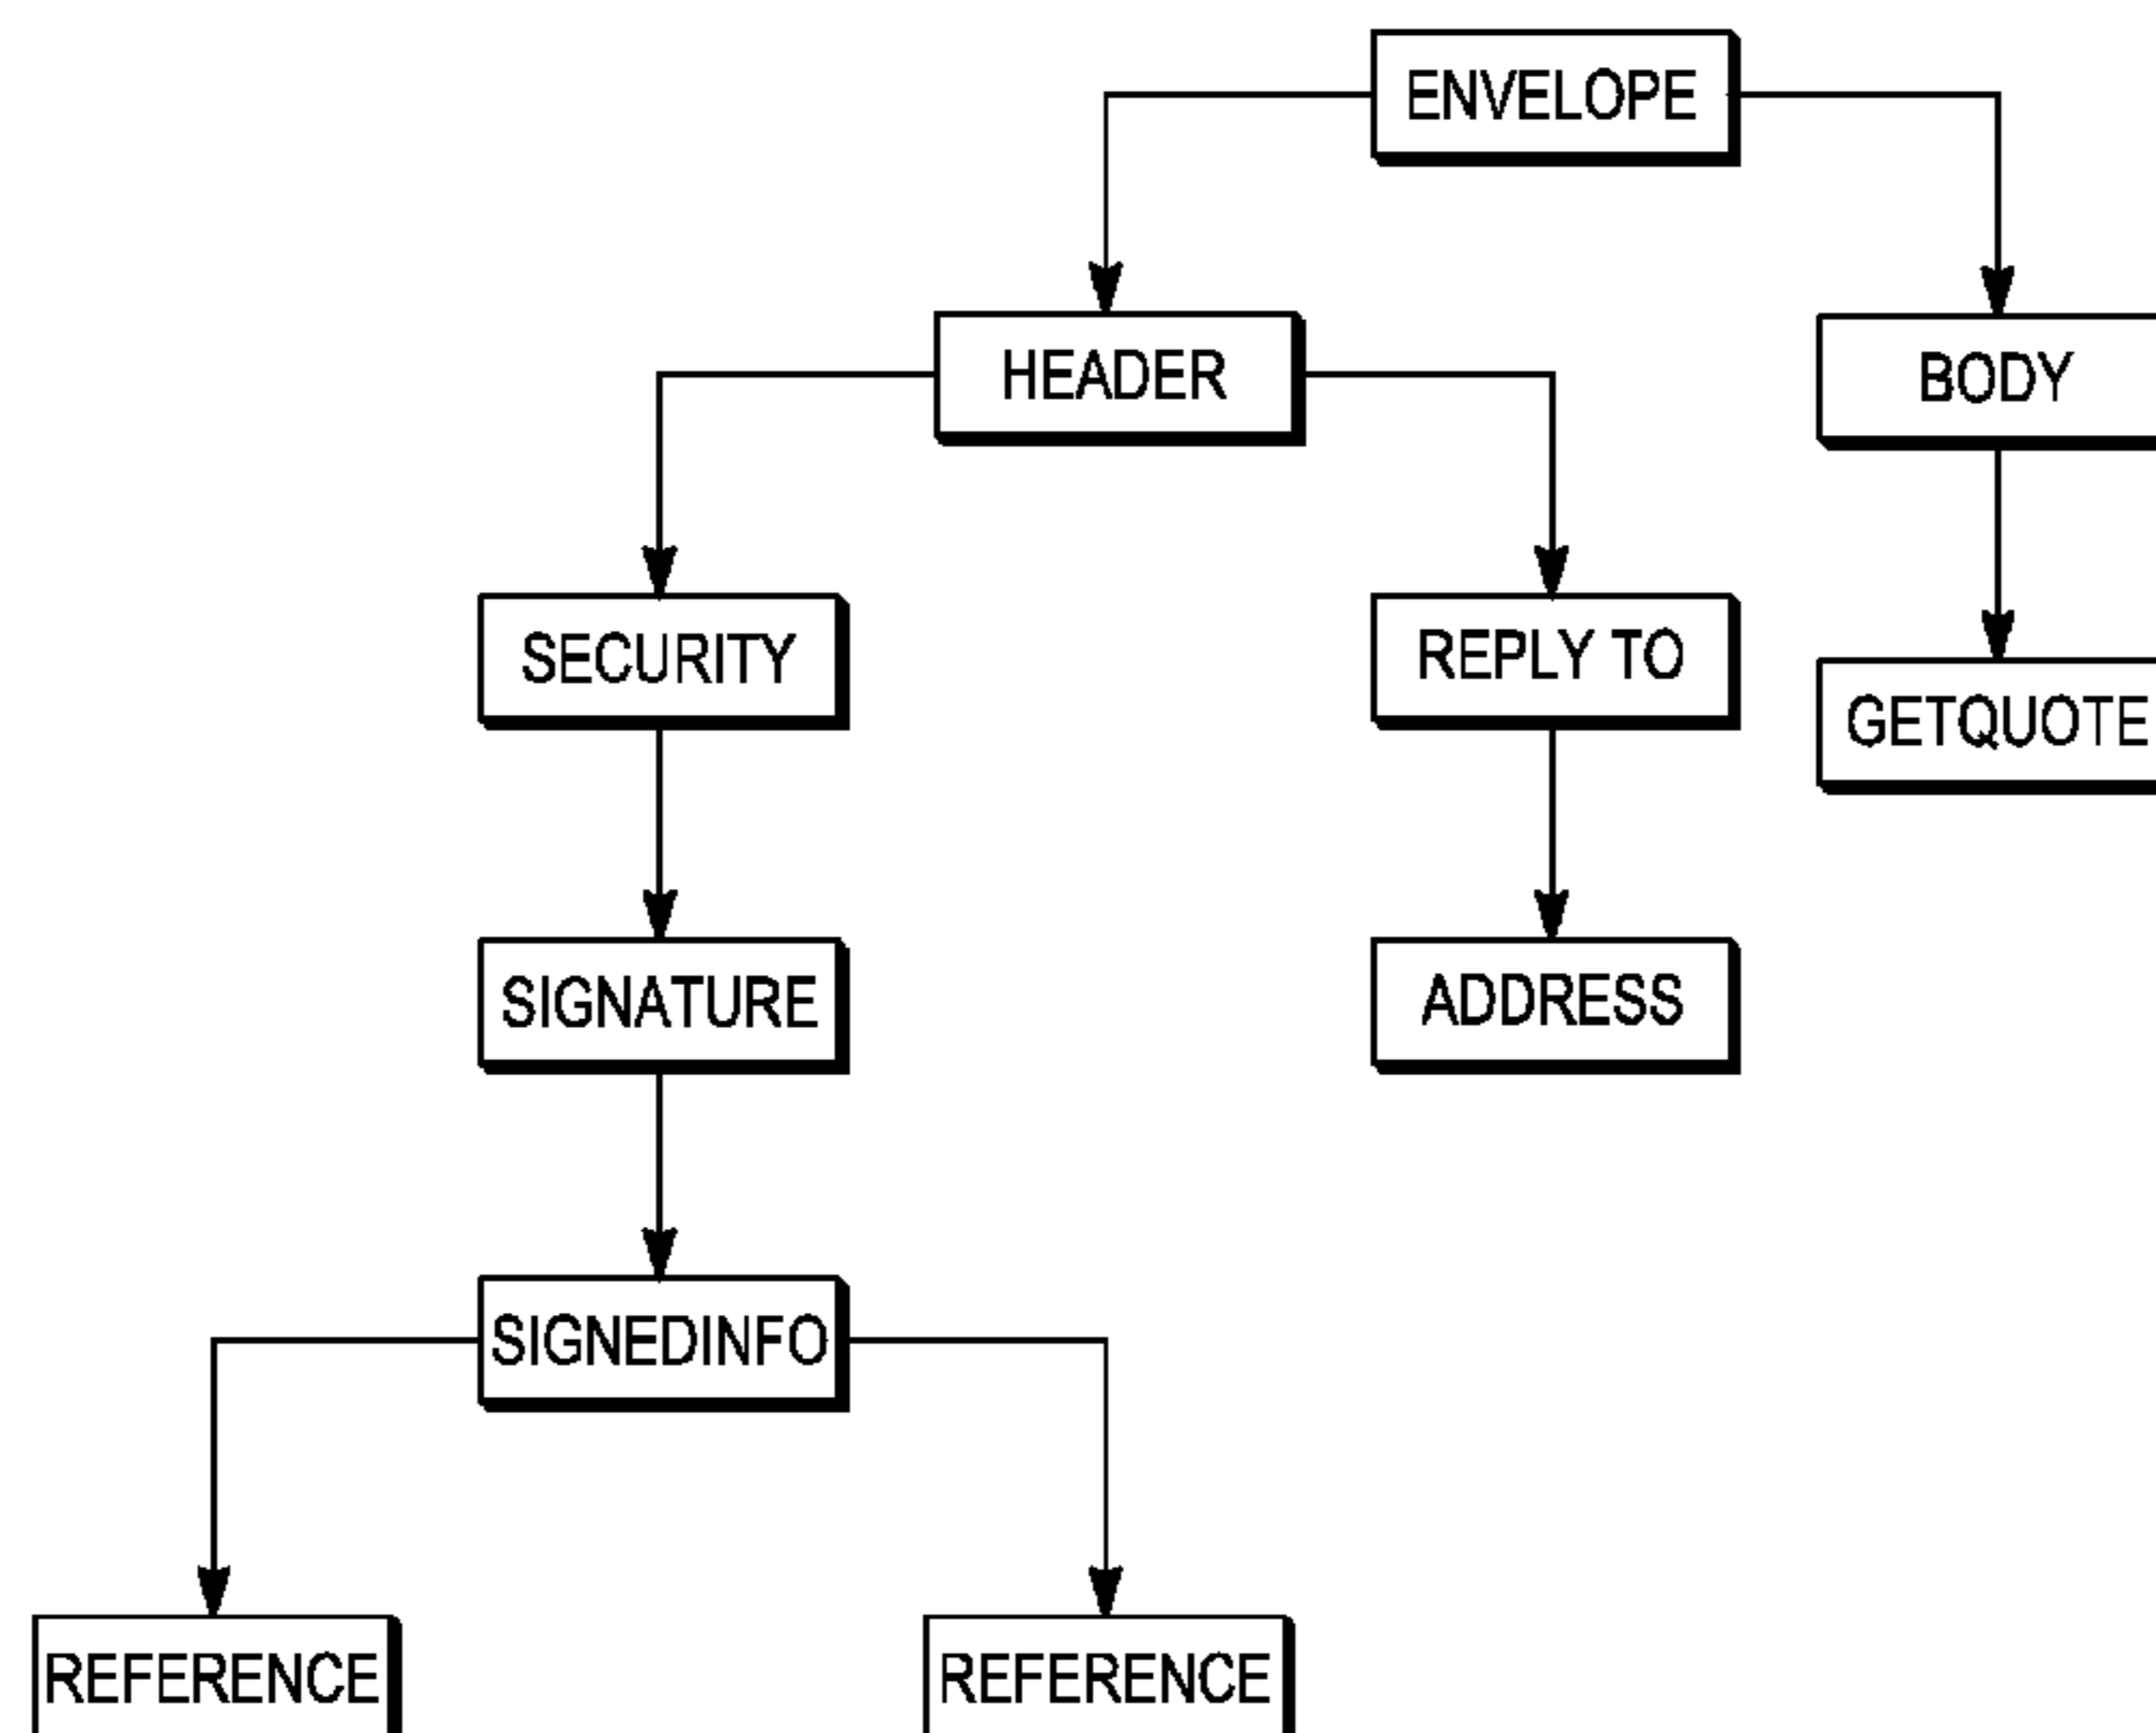 ENVELOPE
HEADER
BODY
SECURITY
REPLY TO
GETQUOTE
SIGNATURE
ADDRESS
SIGNEDINFO
REFERENCE
REFERENCE